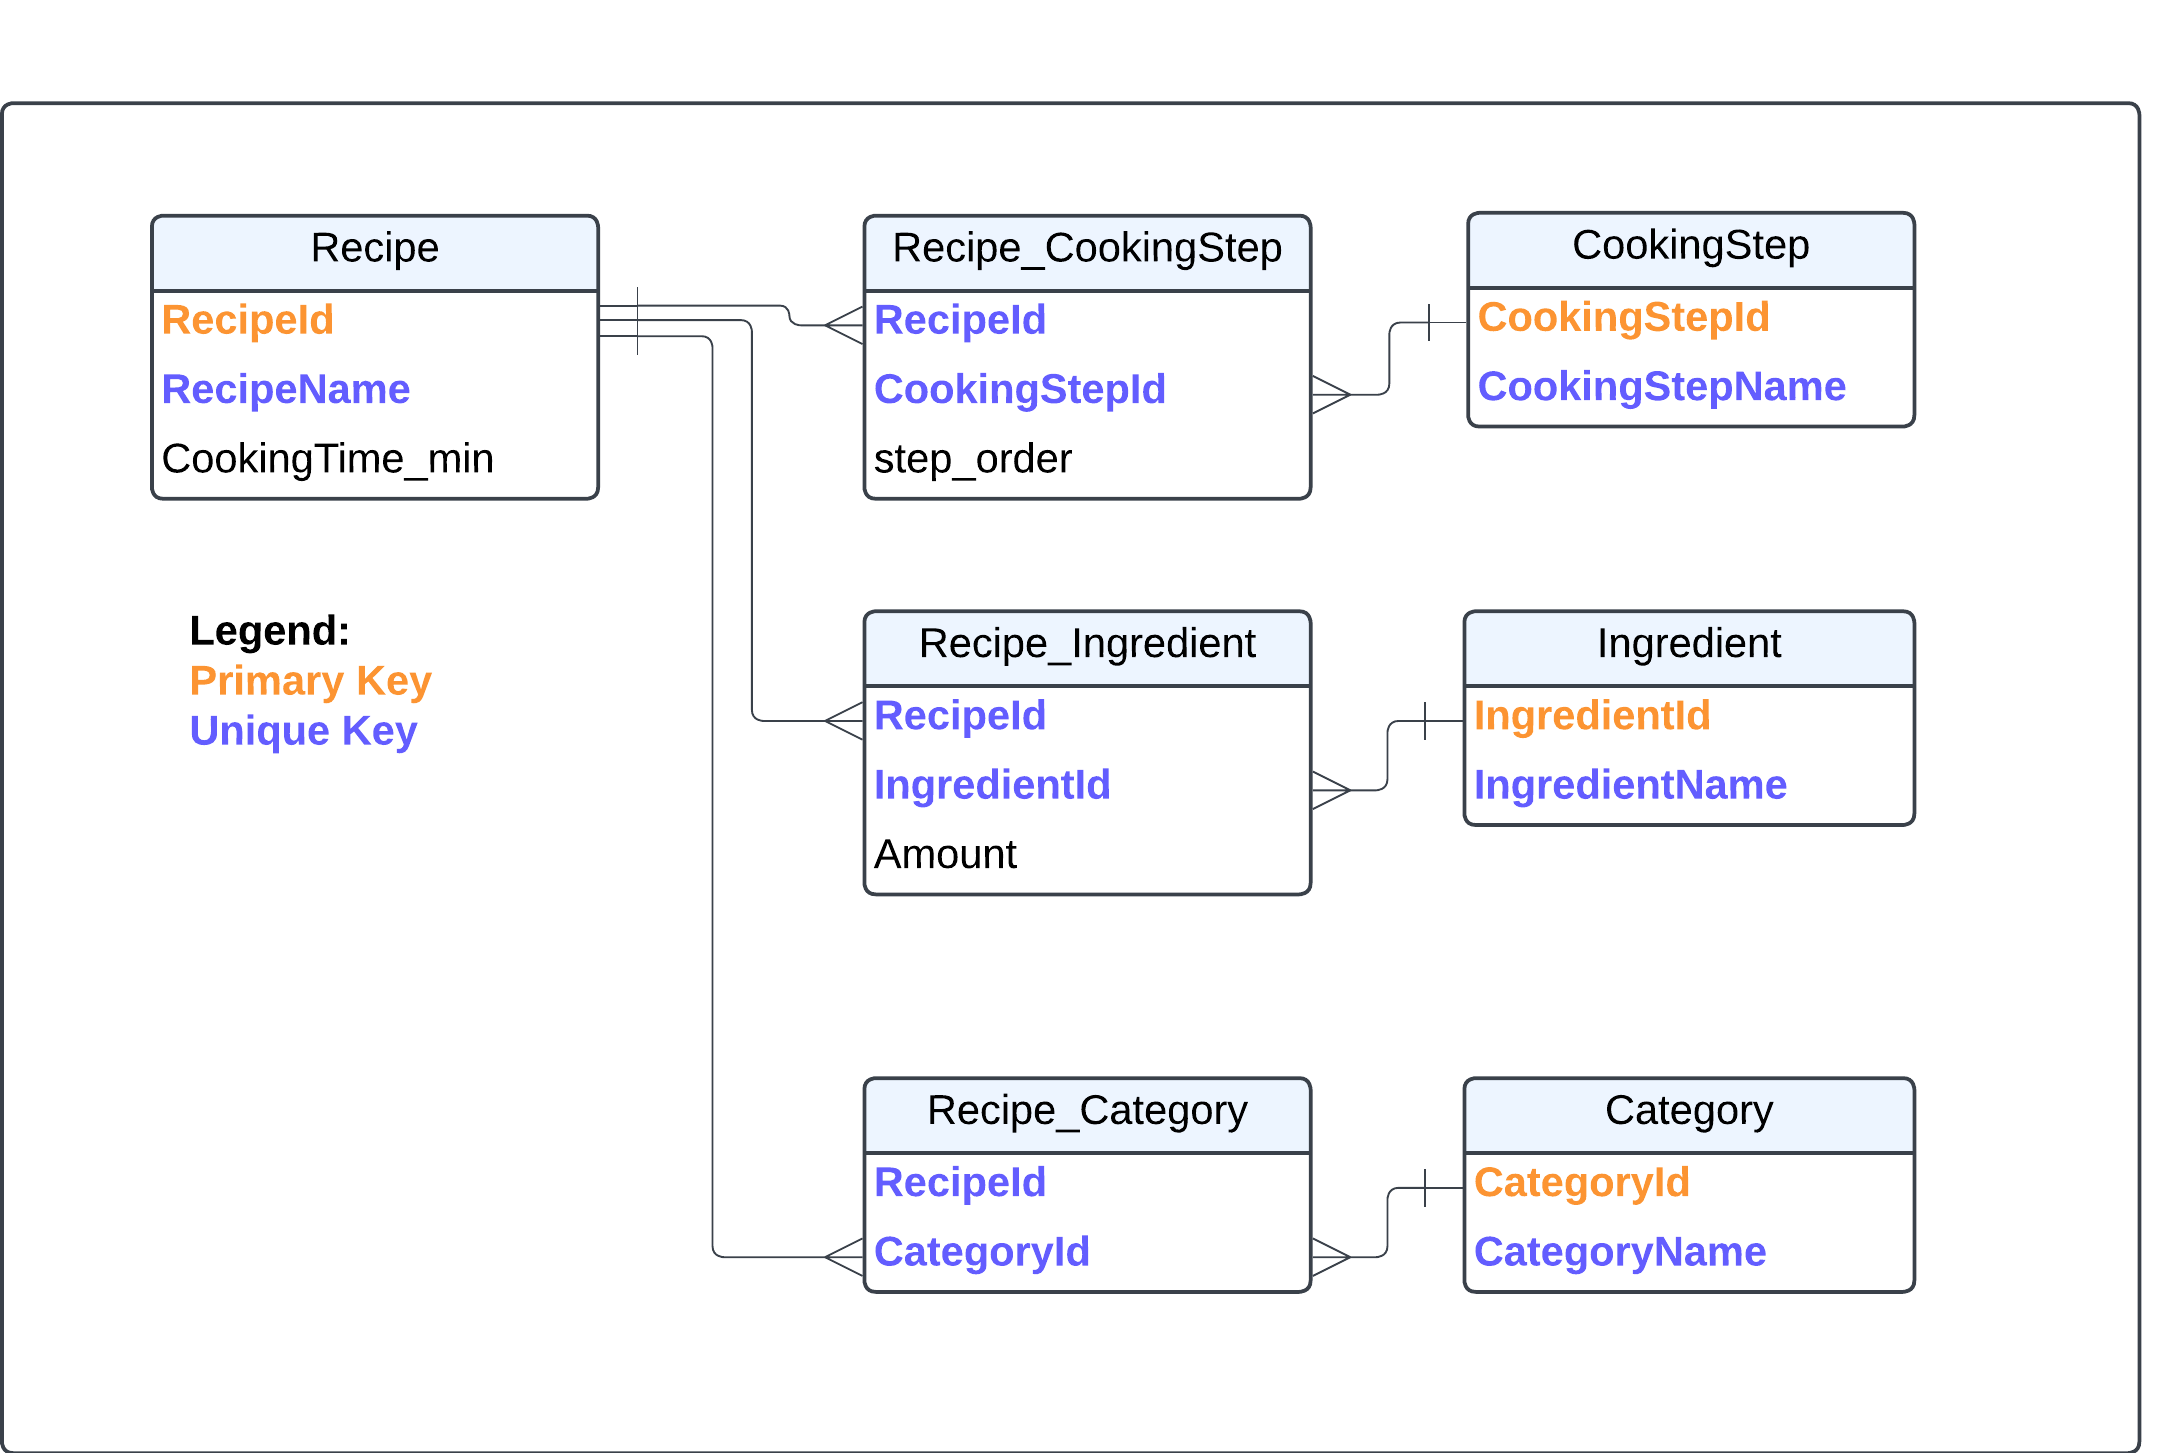 Recipe
RecipeId
RecipeName
CookingTime_min
Legend:
Primary Key
Unique Key
Recipe_CookingStep
RecipeId
CookingStepId
step_order
CookingStep
CookingStepId
CookingStepName
Recipe_Ingredient
RecipeId
IngredientId
Amount
Ingredient
IngredientId
IngredientName
Recipe_Category
RecipeId
CategoryId
Category
CategoryId
CategoryName